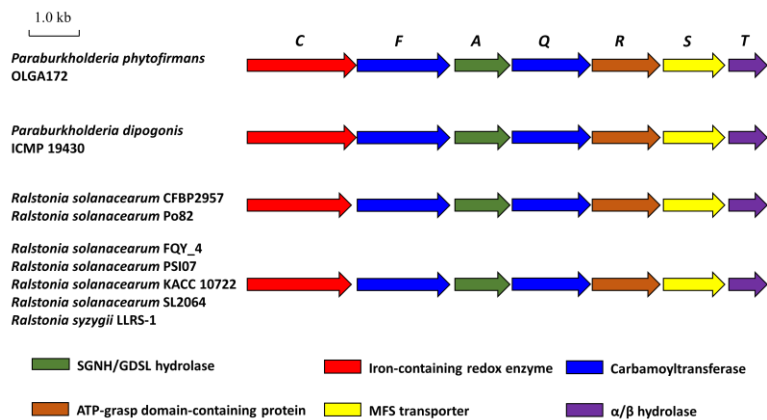 1.0 kb
C F A Q R S T
Paraburkholderia phytofirmans
OLGA172
Paraburkholderia dipogonis
ICMP 19430
Ralstonia solanacearum CFBP2957
Ralstonia solanacearum Po82
Ralstonia solanacearum FQY_4
Ralstonia solanacearum PSI07
Ralstonia solanacearum KACC 10722
Ralstonia solanacearum SL2064
Ralstonia syzygii LLRS-1
SGNH/GDSL hydrolase
Iron-containing redox enzyme
Carbamoyltransferase
ATP-grasp domain-containing protein
MFS transporter
α/β hydrolase